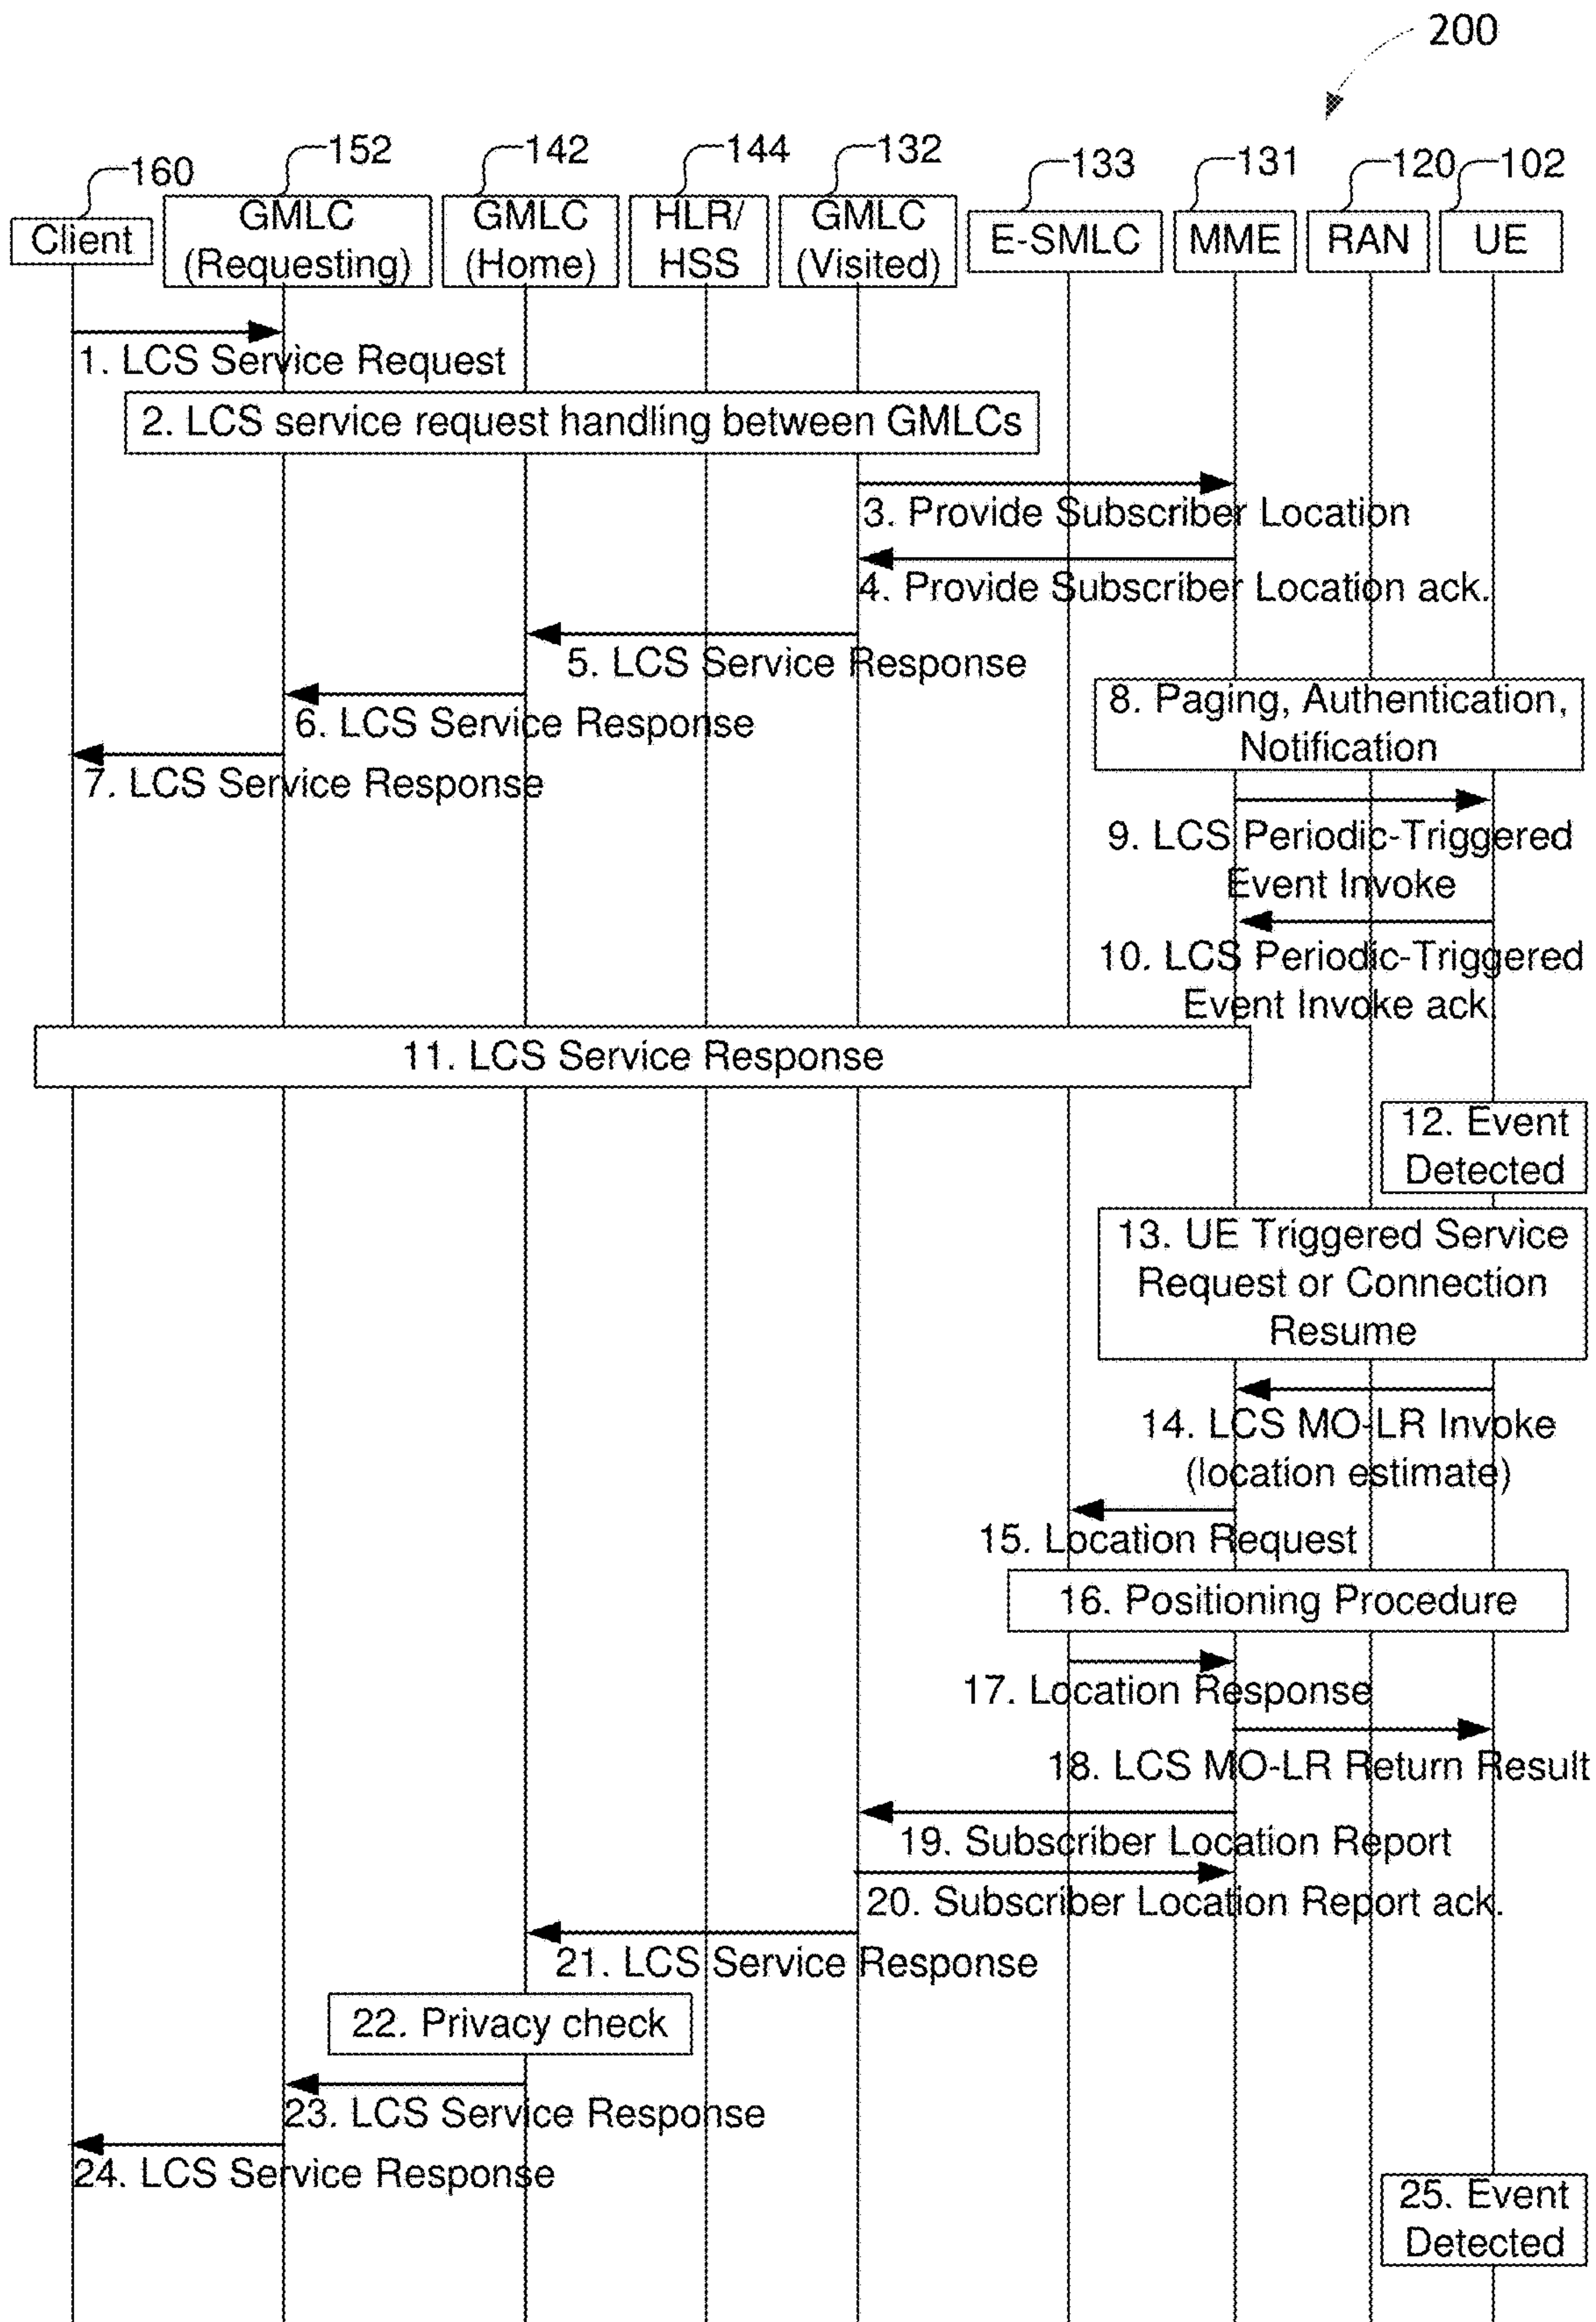 200
160
152
142
144
132
133
131
120
102
Client
GMLC
(Requesting)
GMLC
(Home)
HLR/
HSS
GMLC
(Visited)
E-SMLC
MME
RAN
UE
1. LCS Service Request
2. LCS service request handling between GMLCs
3. Provide Subscriber Location
4. Provide Subscriber Location ack.
5. LCS Service Response
6. LCS Service Response
7. LCS Service Response
8. Paging, Authentication,
Notification
9. LCS Periodic-Triggered
Event Invoke
10. LCS Periodic-Triggered
Event Invoke ack
11. LCS Service Response
12. Event
Detected
13. UE Triggered Service
Request or Connection
Resume
14. LCS MO-LR Invoke
(location estimate)
15. Location Request
16. Positioning Procedure
17. Location Response
18. LCS MO-LR Return Result
19. Subscriber Location Report
20. Subscriber Location Report ack.
21. LCS Service Response
22. Privacy check
23. LCS Service Response
24. LCS Service Response
25. Event
Detected